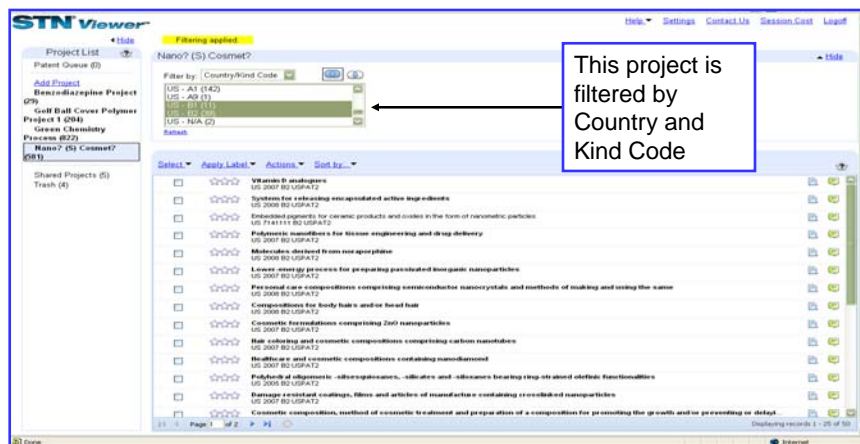 STN Viewer
Help Settings Contact Us Session Cost Logoff
Hide
Project List
Patent Queue (0)
Add Project
Benzodiazepine Project
(29)
Golf Ball Cover Polymer
Project 1 (204)
Green Chemistry
Process (822)
Nano? (S) Cosmet?
(501)
Shared Projects (5)
Trash (4)
Filtering applied.
Nano? (S) Cosmet?
Hide
Filter by: Country/Kind Code
US - A1 (142)
US - A9 (1)
US - B1 (11)
US - B2 (39)
US - N/A (2)
Refresh
This project is
filtered by
Country and
Kind Code
Select Apply Label Actions Sort by...
Vitamin D analogues
US 2008 B2 USPAT2
System for releasing encapsulated active ingredients
US 2008 B2 USPAT2
Embedded pigments for ceramic products and oxides in the form of nanometric particles
US 7141111 B2 USPAT2
Polymeric nanofibers for tissue engineering and drug delivery
US 2007 B2 USPAT2
Molecules derived from noraporphine
US 2007 B2 USPAT2
Lower-energy process for preparing passivated inorganic nanoparticles
US 2007 B2 USPAT2
Personal care compositions comprising semiconductor nanocrystals and methods of making and using the same
US 2008 B2 USPAT2
Compositions for body hairs and/or head hair
US 2008 B2 USPAT2
Cosmetic formulations comprising ZnO nanoparticles
US 2007 B2 USPAT2
Hair coloring and cosmetic compositions comprising carbon nanotubes
US 2007 B2 USPAT2
Healthcare and cosmetic compositions containing nanodiamond
US 2007 B2 USPAT2
Polyhedral oligomeric -silsesquioxanes, -silicates and -siloxanes bearing ring-strained olefinic functionalities
US 2005 B2 USPAT2
Damage resistant coatings, films and articles of manufacture containing crosslinked nanoparticles
US 2007 B2 USPAT2
Cosmetic composition, method of cosmetic treatment and preparation of a composition for promoting the growth and/or preventing or delayi...
Page 1 of 2
Displaying records 1 - 25 of 50
Done
Internet